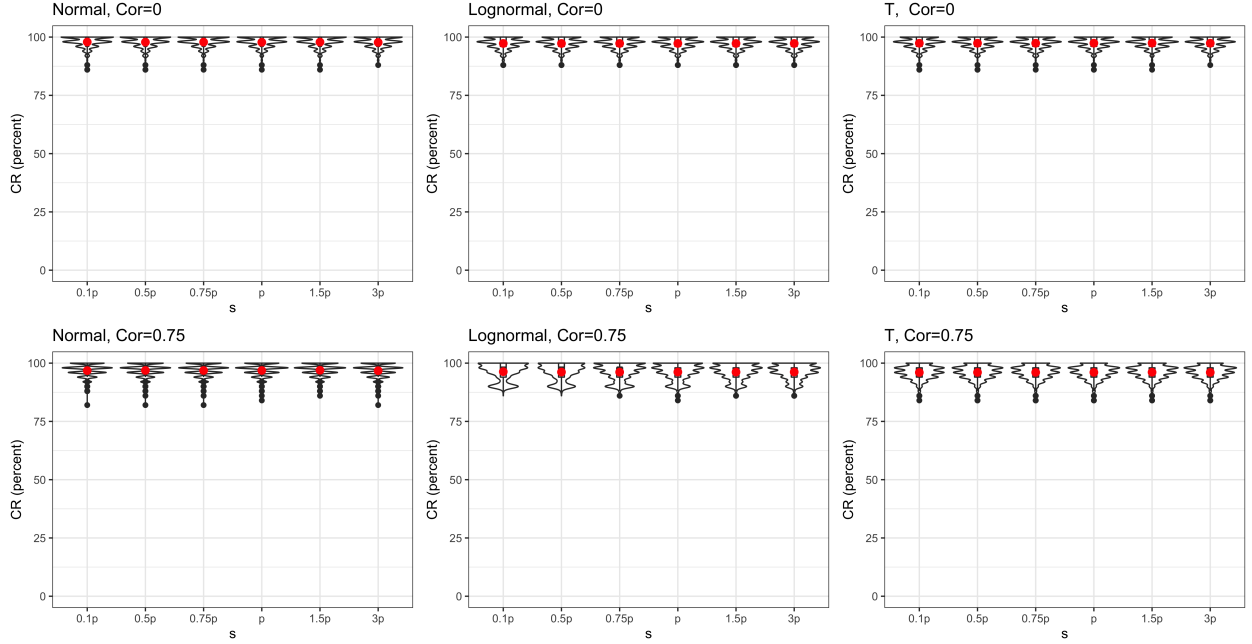 Normal, Cor=0
CR (percent)
100
75
50
25
0
0.1p 0.5p 0.75p p 1.5p 3p
s
Lognormal, Cor=0
CR (percent)
100
75
50
25
0
0.1p 0.5p 0.75p p 1.5p 3p
s
T,  Cor=0
CR (percent)
100
75
50
25
0
0.1p 0.5p 0.75p p 1.5p 3p
s
Normal, Cor=0.75
CR (percent)
100
75
50
25
0
0.1p 0.5p 0.75p p 1.5p 3p
s
Lognormal, Cor=0.75
CR (percent)
100
75
50
25
0
0.1p 0.5p 0.75p p 1.5p 3p
s
T, Cor=0.75
CR (percent)
100
75
50
25
0
0.1p 0.5p 0.75p p 1.5p 3p
s